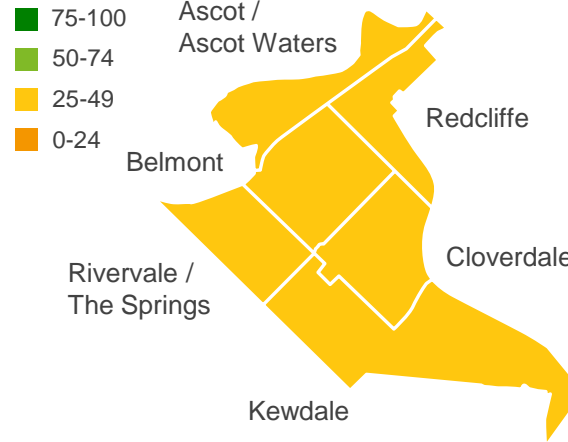 75-100
50-74
25-49
0-24
Ascot /
Ascot Waters
Redcliffe
Belmont
Cloverdale
Rivervale /
The Springs
Kewdale